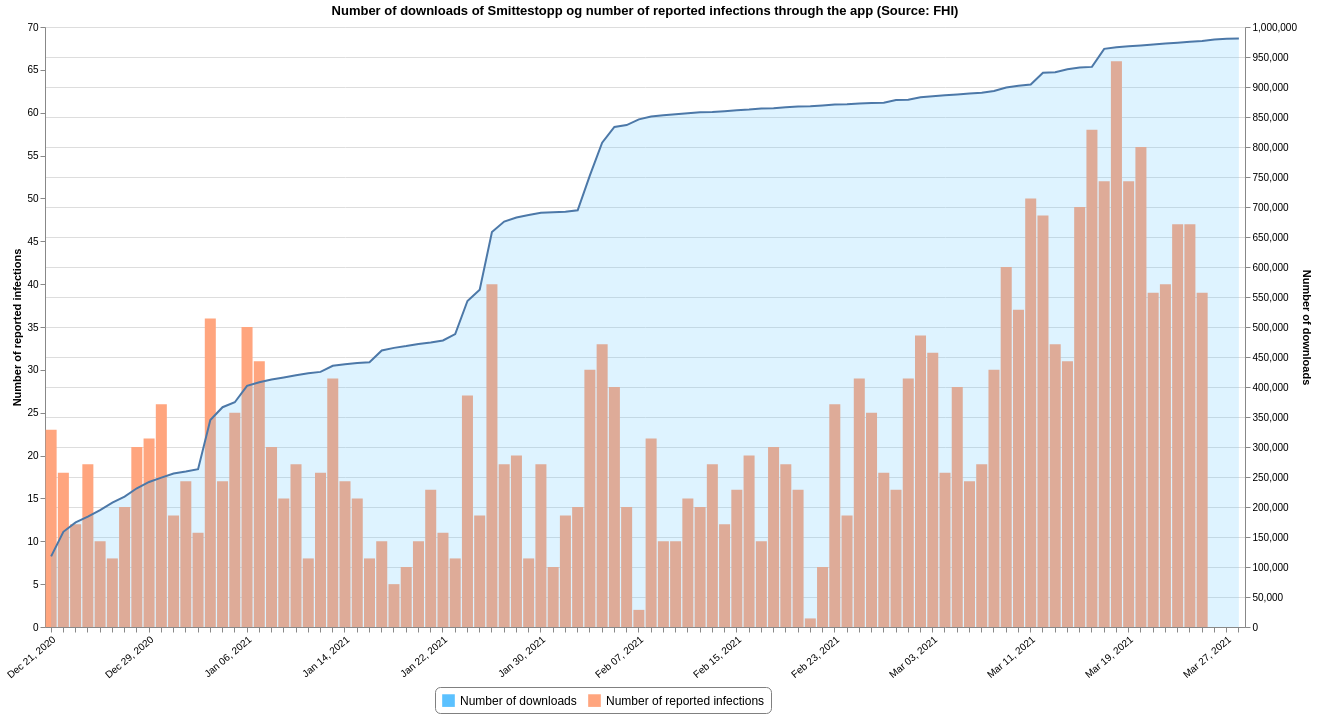 Number of downloads of Smittestopp og number of reported infections through the app (Source: FHI)
Number of reported infections
70
65
60
55
50
45
40
35
30
25
20
15
10
5
0
1,000,000
950,000
900,000
850,000
800,000
750,000
700,000
650,000
600,000
550,000
500,000
450,000
400,000
350,000
300,000
250,000
200,000
150,000
100,000
50,000
0
Number of downloads
Dec 21, 2020
Dec 29, 2020
Jan 06, 2021
Jan 14, 2021
Jan 22, 2021
Jan 30, 2021
Feb 07, 2021
Feb 15, 2021
Feb 23, 2021
Mar 03, 2021
Mar 11, 2021
Mar 19, 2021
Mar 27, 2021
Number of downloads
Number of reported infections